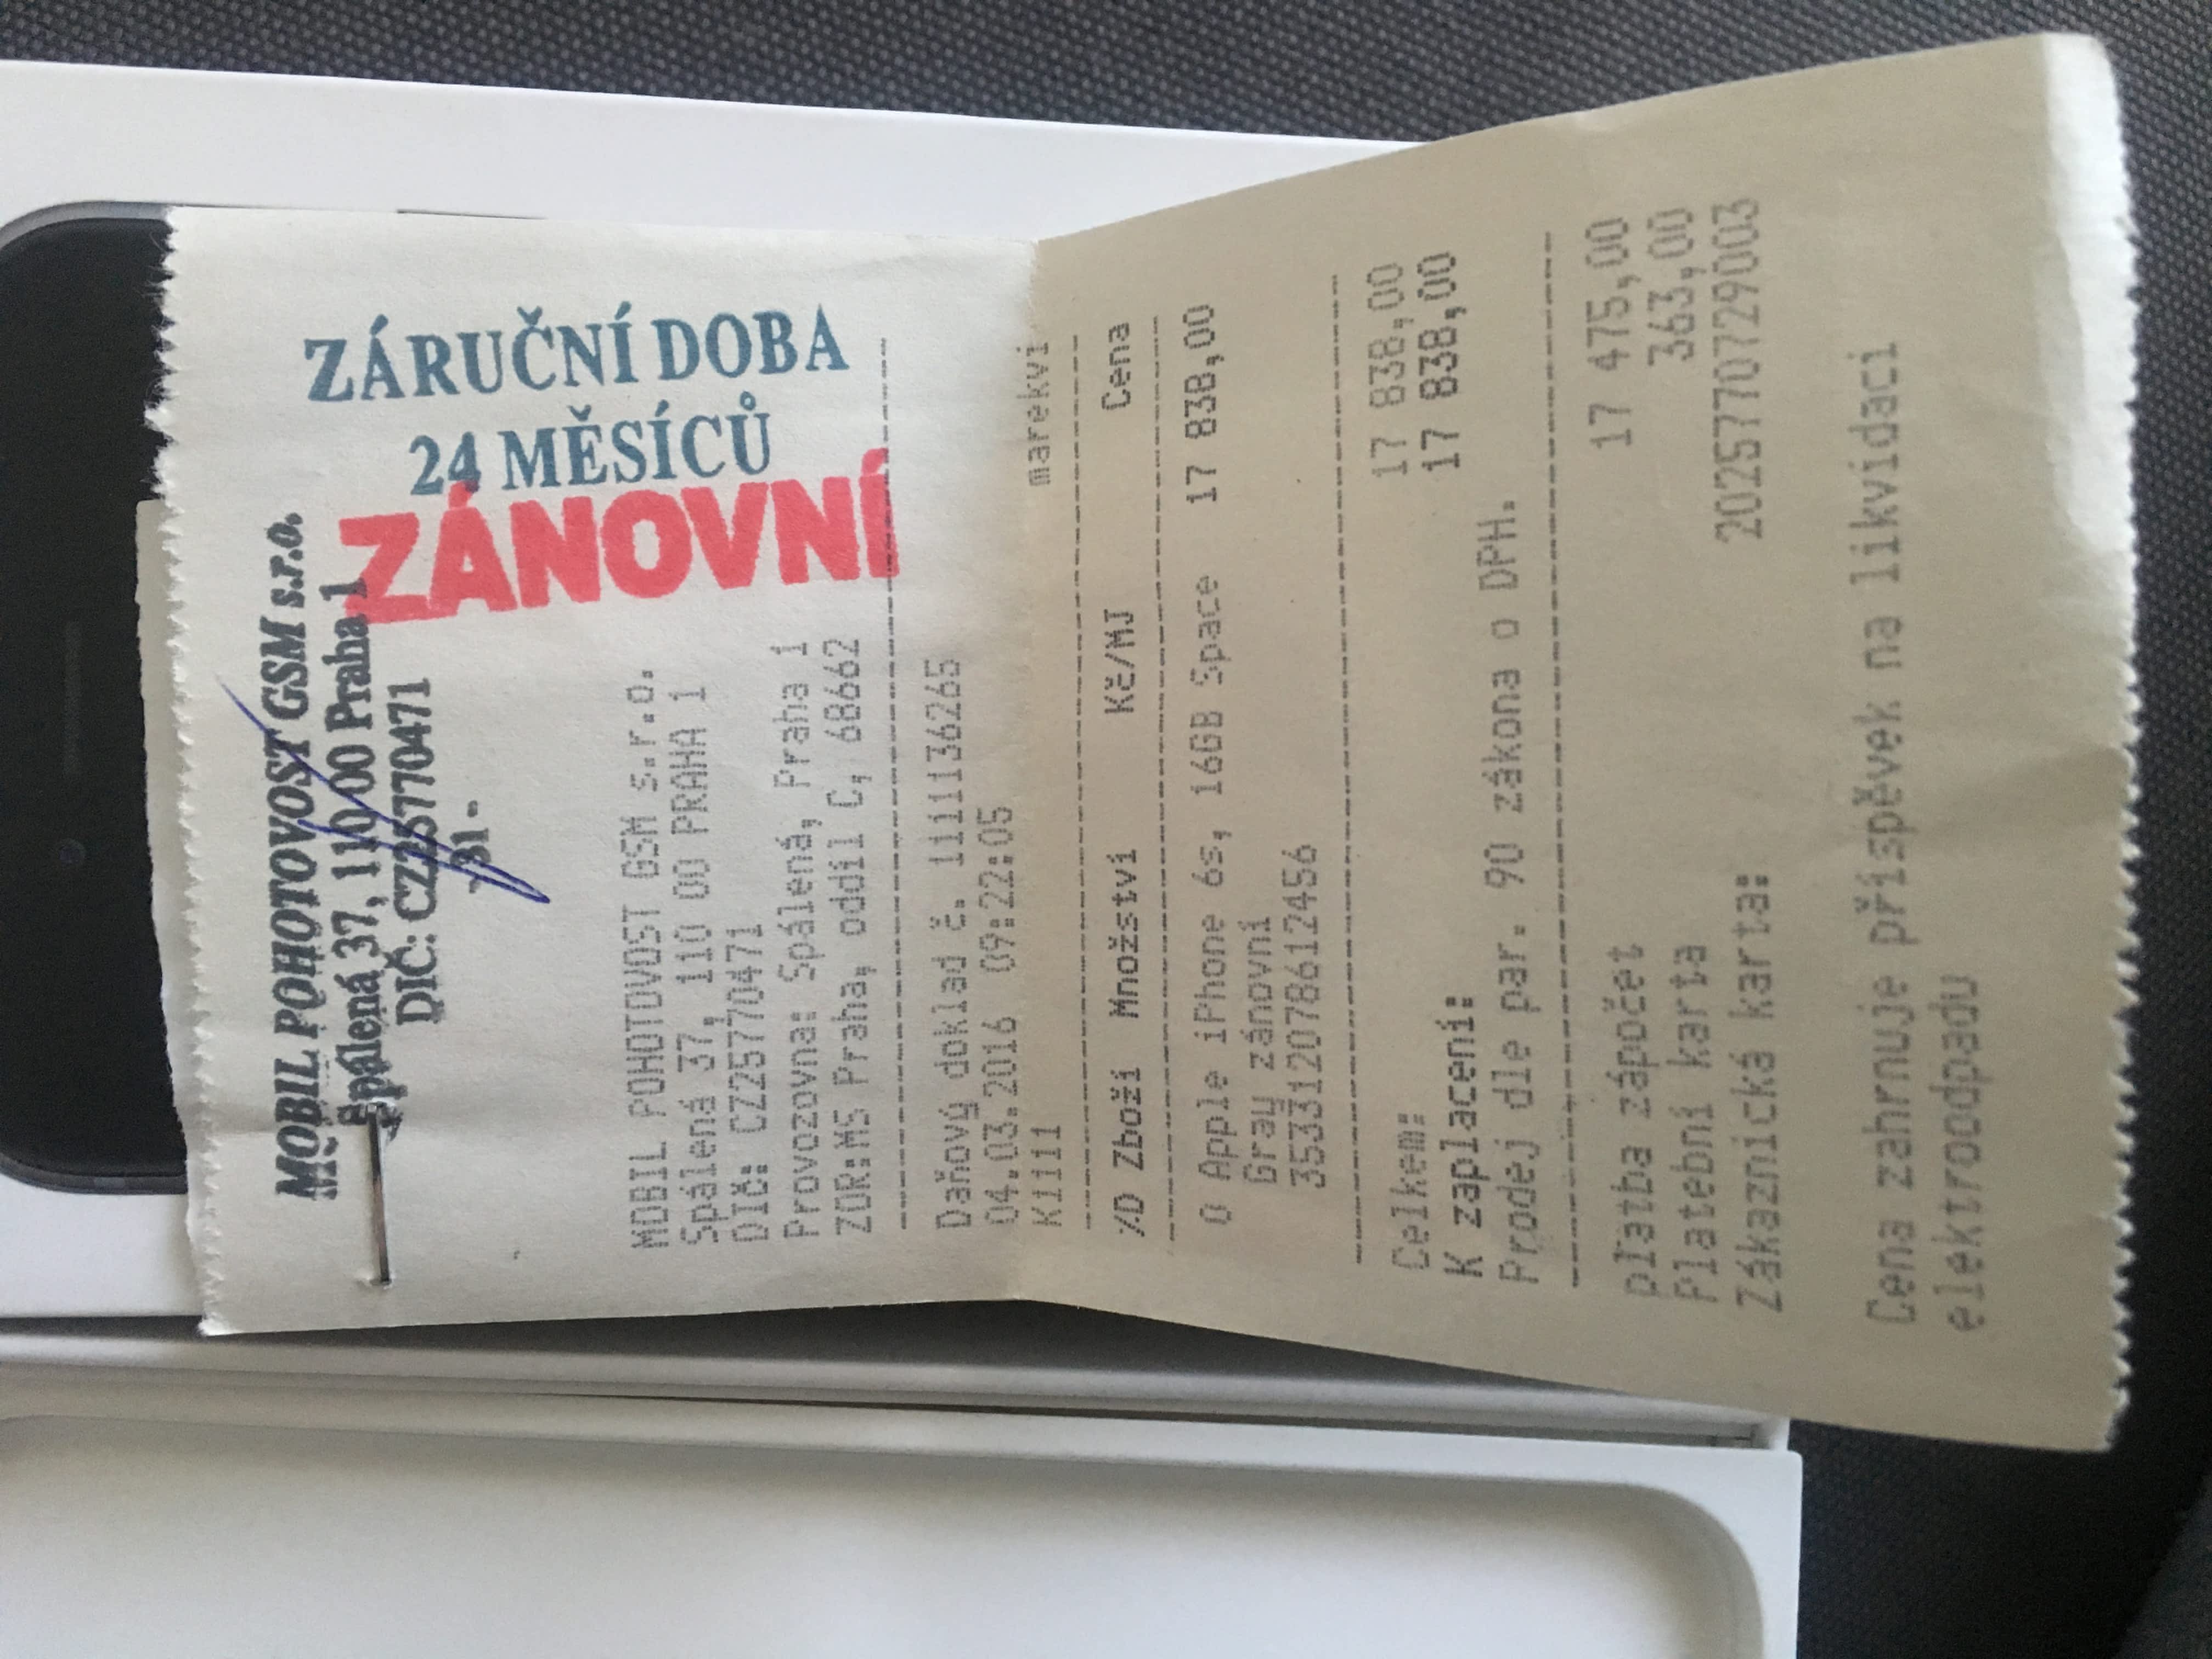 ZÁRUČNÍ DOBA
24 MĚSÍCŮ
ZÁNOVNÍ
MOBIL POHOTOVOST GSM s.r.o.
Spálená 37, 110 00 Praha 1
DIČ: CZ25770471
-31-
MOBIL POHOTOVOST GSM s.r.o.
Spálená 37, 110 00 PRAHA 1
DIČ: CZ25770471
Provozovna: Spálená, Praha 1
ZOR:MS Praha, oddíl C, 68662
Daňový doklad č. 1111136265
04.03.2016 09:22:05
K1111 marekvi
%D Zboží Množství Kč/MJ Cena
0 Apple iPhone 6s, 16GB Space 17 838,00
Gray zánovní
353312078612456
Celkem: 17 838,00
K zaplacení: 17 838,00
Prodej dle par. 90 zákona o DPH.
platba zápočet 17 475,00
Platební karta 363,00
Zákaznická karta: 2025770729003
Cena zahrnuje příspěvek na likvidaci
elektroodpadu